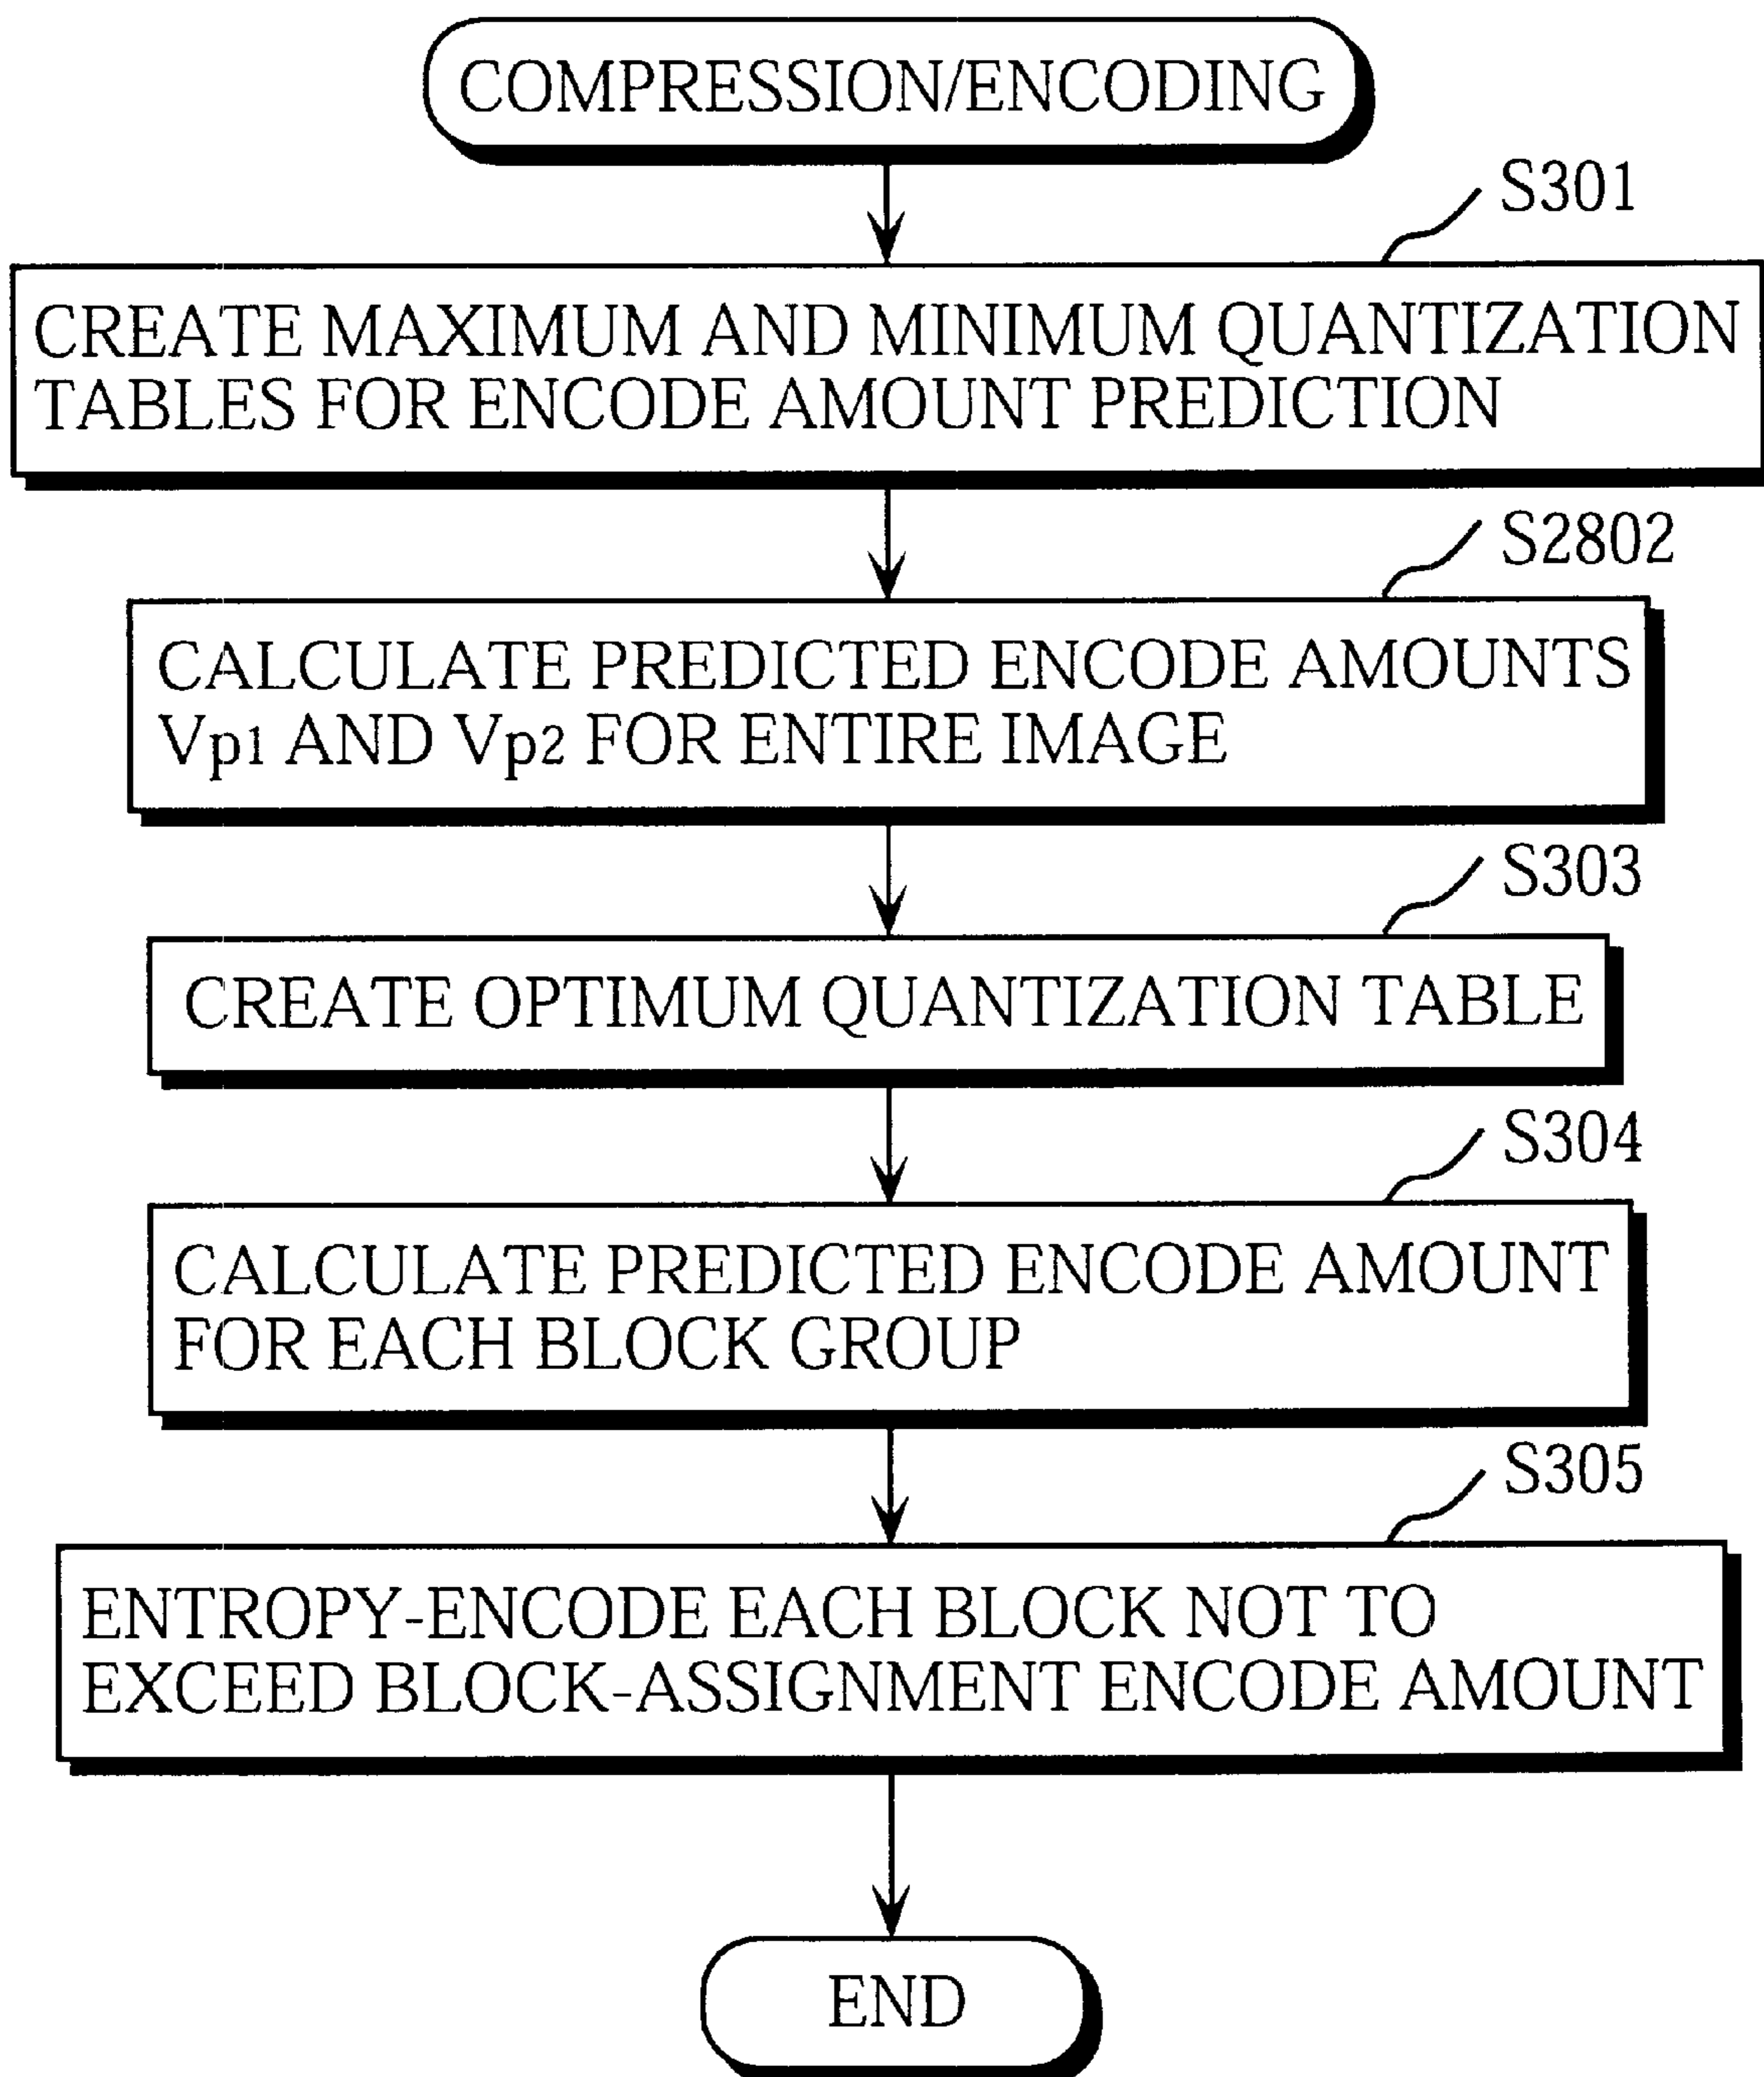 COMPRESSION/ENCODING
S301
CREATE MAXIMUM AND MINIMUM QUANTIZATION
TABLES FOR ENCODE AMOUNT PREDICTION
S2802
CALCULATE PREDICTED ENCODE AMOUNTS
Vp1 AND Vp2 FOR ENTIRE IMAGE
S303
CREATE OPTIMUM QUANTIZATION TABLE
S304
CALCULATE PREDICTED ENCODE AMOUNT
FOR EACH BLOCK GROUP
S305
ENTROPY-ENCODE EACH BLOCK NOT TO
EXCEED BLOCK-ASSIGNMENT ENCODE AMOUNT
END